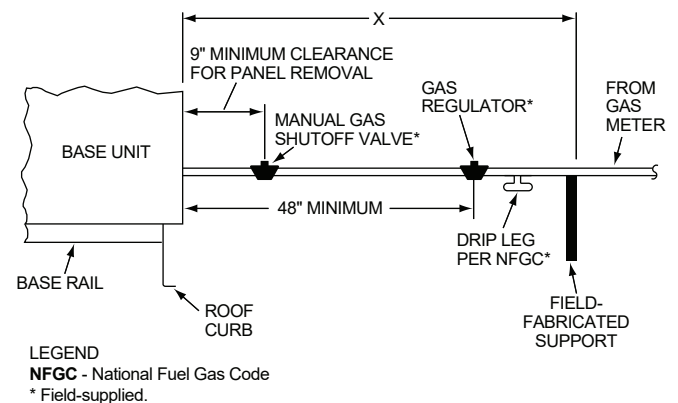 X
9" MINIMUM CLEARANCE
FOR PANEL REMOVAL
GAS
REGULATOR*
FROM
GAS
METER
MANUAL GAS
SHUTOFF VALVE*
BASE UNIT
48" MINIMUM
DRIP LEG
PER NFGC*
BASE RAIL
ROOF
CURB
FIELD-
FABRICATED
SUPPORT
LEGEND
NFGC - National Fuel Gas Code
* Field-supplied.